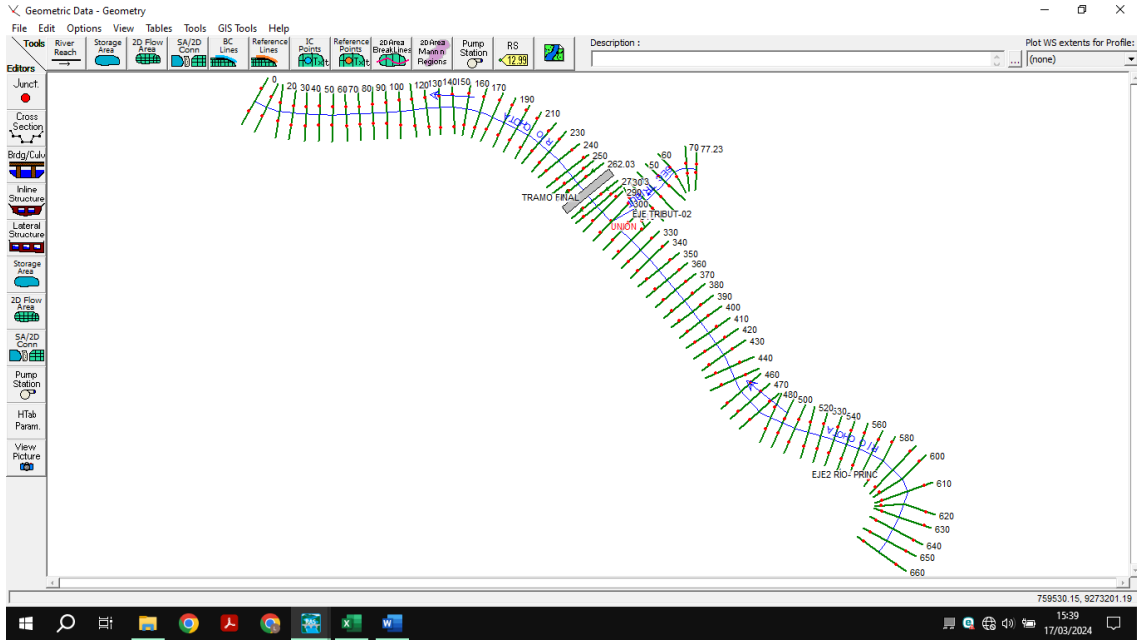 Geometric Data - Geometry
File Edit Options View Tables Tools GIS Tools Help
Tools
Editors
River Reach
Storage Area
2D Flow Area
SA/2D Conn
BC Lines
Reference Lines
IC Points
Reference Points
2D Area BreakLines
2D Area Mann n Regions
Pump Station
RS
12.99
Description :
...
Plot WS extents for Profile:
(none)
Junct.
Cross Section
Brdg/Culv
Inline Structure
Lateral Structure
Storage Area
2D Flow Area
SA/2D Conn
Pump Station
HTab Param.
View Picture
0 20 30 40 50 60 70 80 90 100 120 130 140 150 160 170
190
210
230
240
250
262.03
RIO QHOTA
TRAMO FINAL
50 60 70 77.23
300
EJE TRIBUT-02
UNION
330
340
350
360
370
380
390
400
410
420
430
440
460
470
480 500 520 530 540 560 580
RIO QHOTA
EJE2 RIO- PRINC
600
610
620
630
640
650
660
759530.15, 9273201.19
15:39
17/03/2024